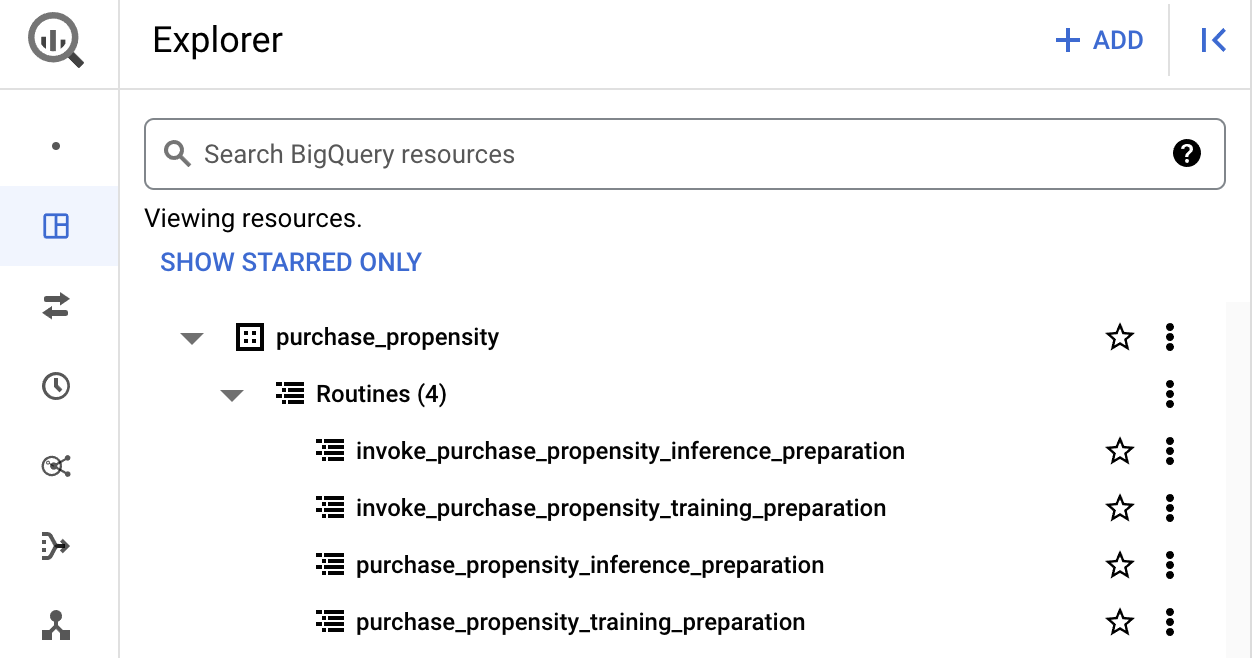 Explorer
+ ADD
Search BigQuery resources
?
Viewing resources.
SHOW STARRED ONLY
purchase_propensity
Routines (4)
invoke_purchase_propensity_inference_preparation
invoke_purchase_propensity_training_preparation
purchase_propensity_inference_preparation
purchase_propensity_training_preparation